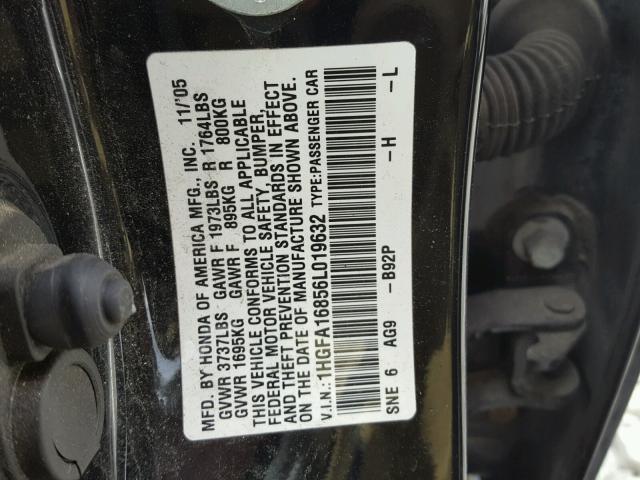 MFD. BY HONDA OF AMERICA MFG., INC. 11/'05
GVWR 3737LBS GAWR F 1973LBS R 1764LBS
GVWR 1695KG GAWR F 895KG R 800KG
THIS VEHICLE CONFORMS TO ALL APPLICABLE
FEDERAL MOTOR VEHICLE SAFETY, BUMPER,
AND THEFT PREVENTION STANDARDS IN EFFECT
ON THE DATE OF MANUFACTURE SHOWN ABOVE.
V.I.N.: 1HGFA16856L019632 TYPE:PASSENGER CAR
SNE 6 AG9 -B92P -H -L